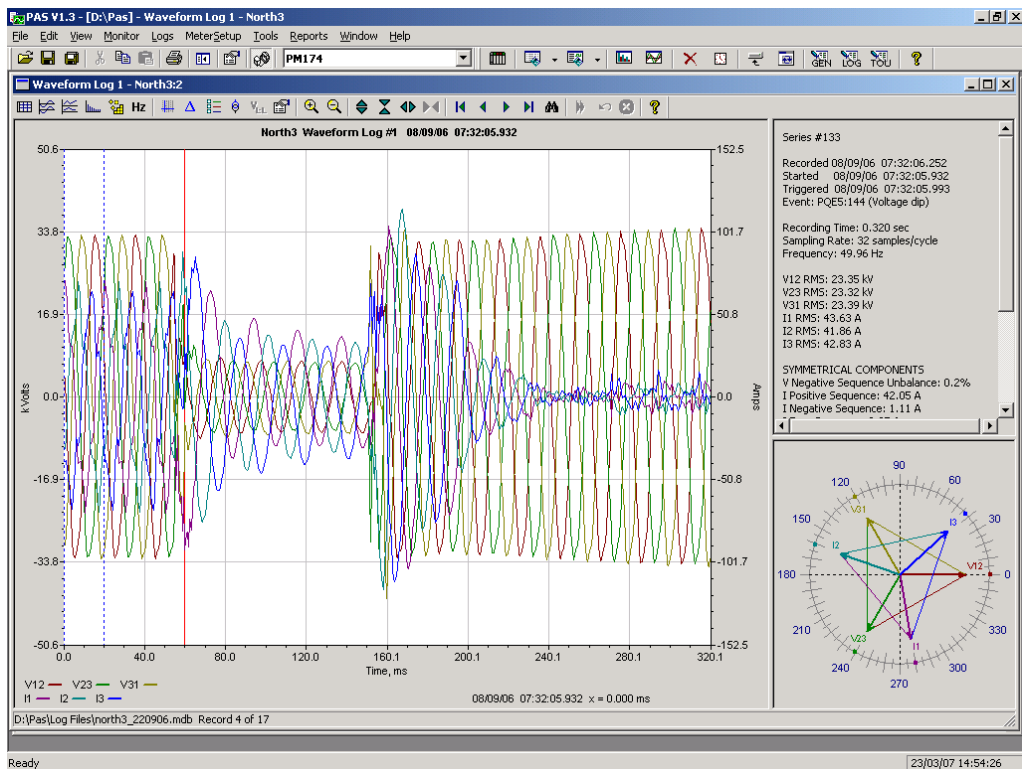 PAS V1.3 - [D:\Pas] - Waveform Log 1 - North3
File Edit View Monitor Logs MeterSetup Tools Reports Window Help
PM174
GEN LOG TOU
Waveform Log 1 - North3:2
Hz
V L-L
North3 Waveform Log #1 08/09/06 07:32:05.932
50.6
33.8
16.9
0.0
-16.9
-33.8
-50.6
k Volts
152.5
101.7
50.8
0.0
-50.8
-101.7
-152.5
Amps
0.0 40.0 80.0 120.0 160.1 200.1 240.1 280.1 320.1
Time, ms
V12 V23 V31
I1 I2 I3
08/09/06 07:32:05.932 x = 0.000 ms
Series #133
Recorded 08/09/06 07:32:06.252
Started 08/09/06 07:32:05.932
Triggered 08/09/06 07:32:05.993
Event: PQE5:144 (Voltage dip)
Recording Time: 0.320 sec
Sampling Rate: 32 samples/cycle
Frequency: 49.96 Hz
V12 RMS: 23.35 kV
V23 RMS: 23.32 kV
V31 RMS: 23.39 kV
I1 RMS: 43.63 A
I2 RMS: 41.86 A
I3 RMS: 42.83 A
SYMMETRICAL COMPONENTS
V Negative Sequence Unbalance: 0.2%
I Positive Sequence: 42.05 A
I Negative Sequence: 1.11 A
90
120 60
V31
I3
150 30
I2
V12
180 0
210 330
V23
I1
240 300
270
D:\Pas\Log Files\north3_220906.mdb Record 4 of 17
Ready
23/03/07 14:54:26